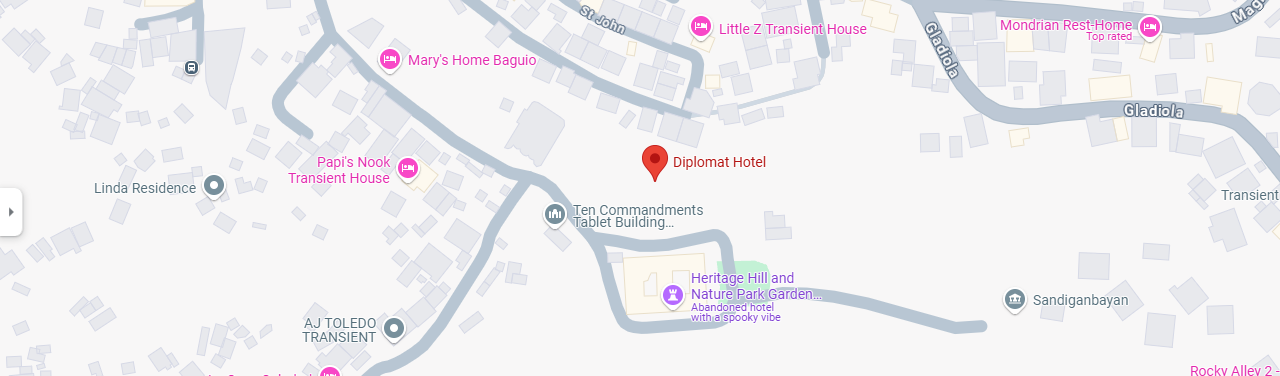 St John
Little Z Transient House
Gladiola
Mondrian Rest-Home
Top rated
Mary's Home Baguio
Gladiola
Papi's Nook
Transient House
Diplomat Hotel
Linda Residence
Transient
Ten Commandments
Tablet Building...
Heritage Hill and
Nature Park Garden...
Abandoned hotel
with a spooky vibe
Sandiganbayan
AJ TOLEDO
TRANSIENT
Rocky Alley 2 -